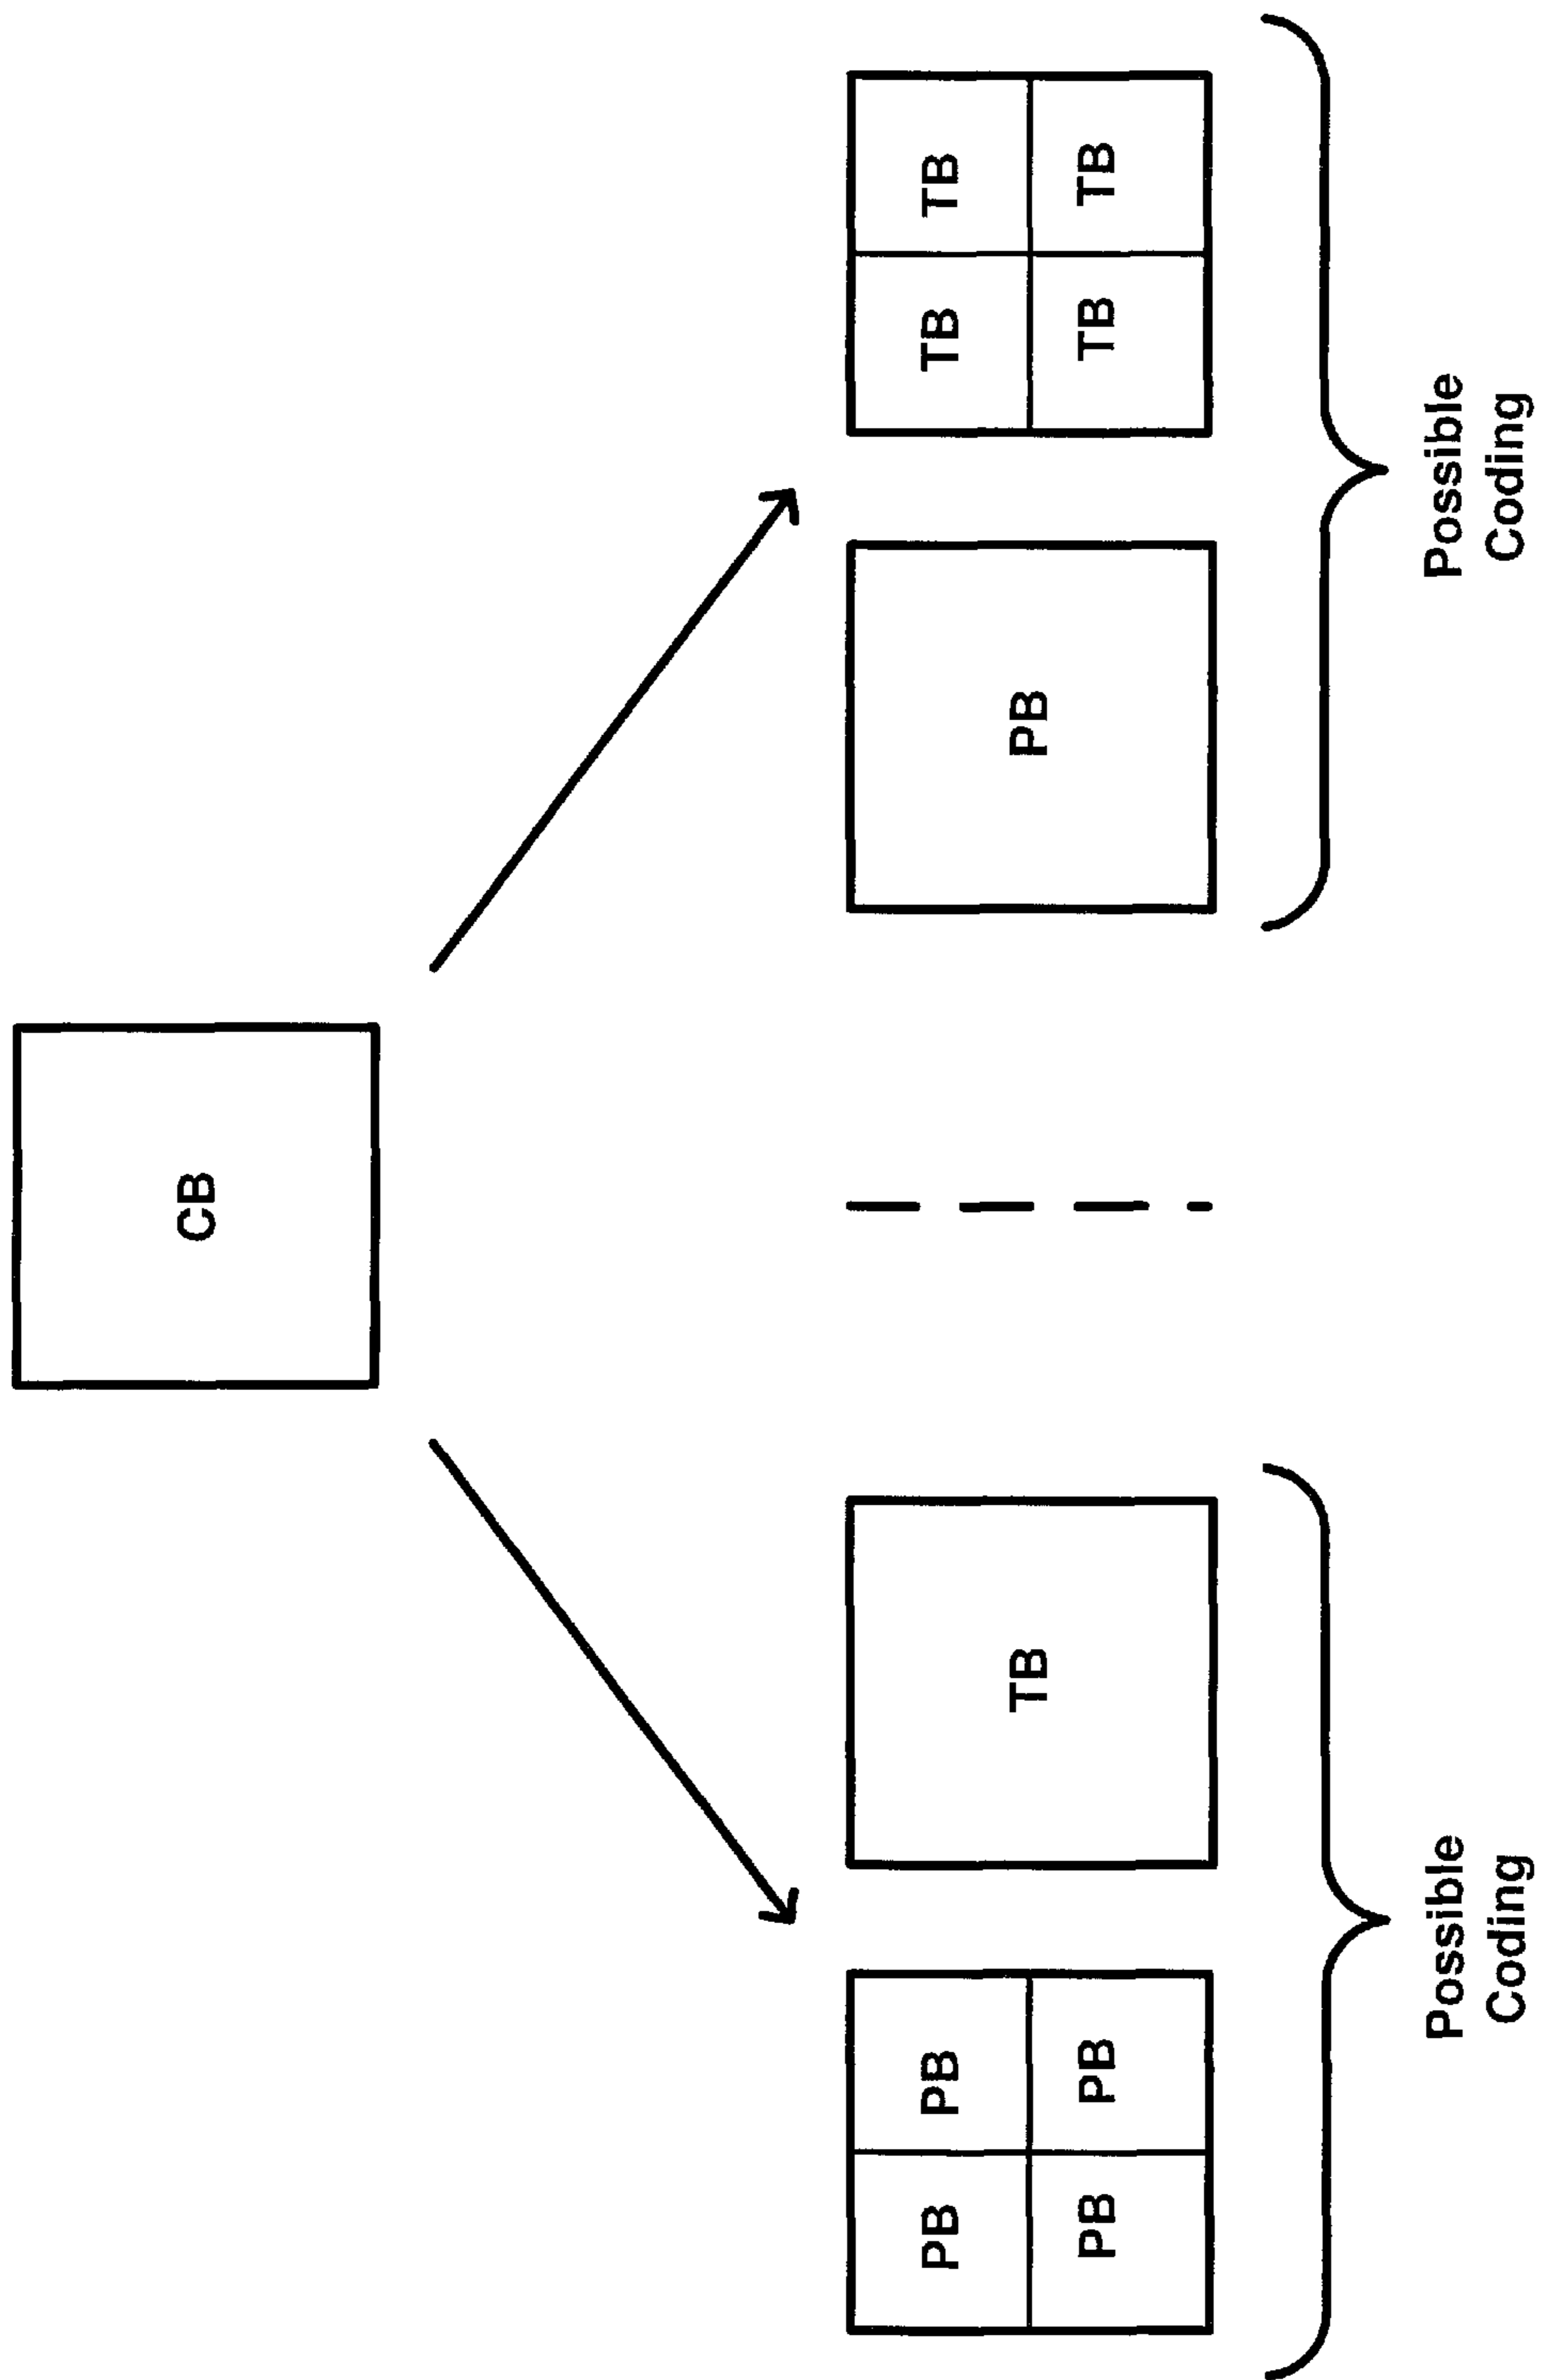 CB
PB PB
PB PB
TB
PB
TB TB
TB TB
Possible
Coding
Possible
Coding